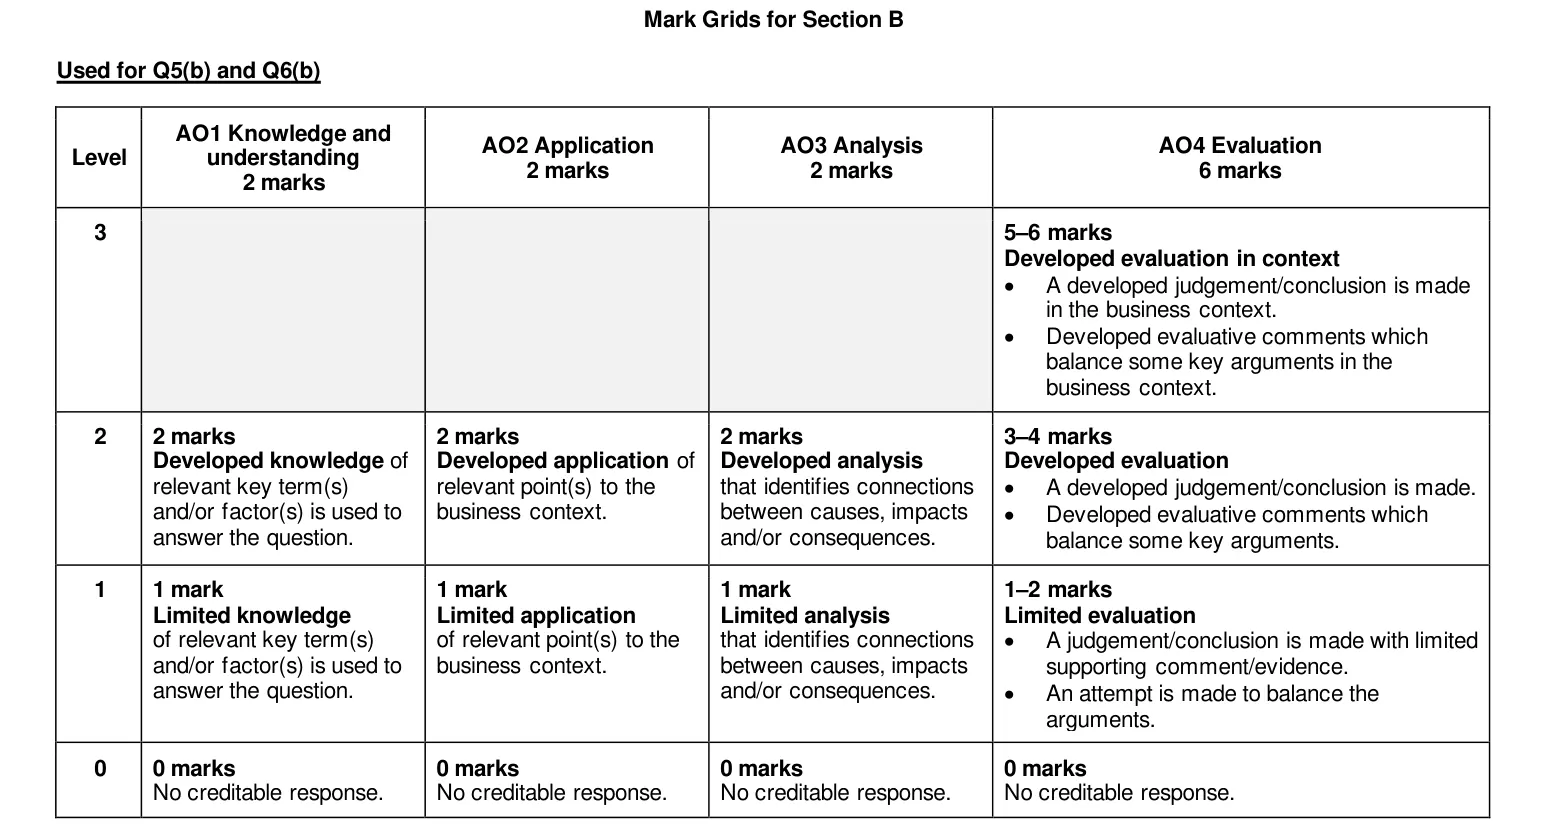 Mark Grids for Section B
Used for Q5(b) and Q6(b)
Level
AO1 Knowledge and
understanding
2 marks
AO2 Application
2 marks
AO3 Analysis
2 marks
AO4 Evaluation
6 marks
3
5–6 marks
Developed evaluation in context
• A developed judgement/conclusion is made
in the business context.
• Developed evaluative comments which
balance some key arguments in the
business context.
2
2 marks
Developed knowledge of
relevant key term(s)
and/or factor(s) is used to
answer the question.
2 marks
Developed application of
relevant point(s) to the
business context.
2 marks
Developed analysis
that identifies connections
between causes, impacts
and/or consequences.
3–4 marks
Developed evaluation
• A developed judgement/conclusion is made.
• Developed evaluative comments which
balance some key arguments.
1
1 mark
Limited knowledge
of relevant key term(s)
and/or factor(s) is used to
answer the question.
1 mark
Limited application
of relevant point(s) to the
business context.
1 mark
Limited analysis
that identifies connections
between causes, impacts
and/or consequences.
1–2 marks
Limited evaluation
• A judgement/conclusion is made with limited
supporting comment/evidence.
• An attempt is made to balance the
arguments.
0
0 marks
No creditable response.
0 marks
No creditable response.
0 marks
No creditable response.
0 marks
No creditable response.